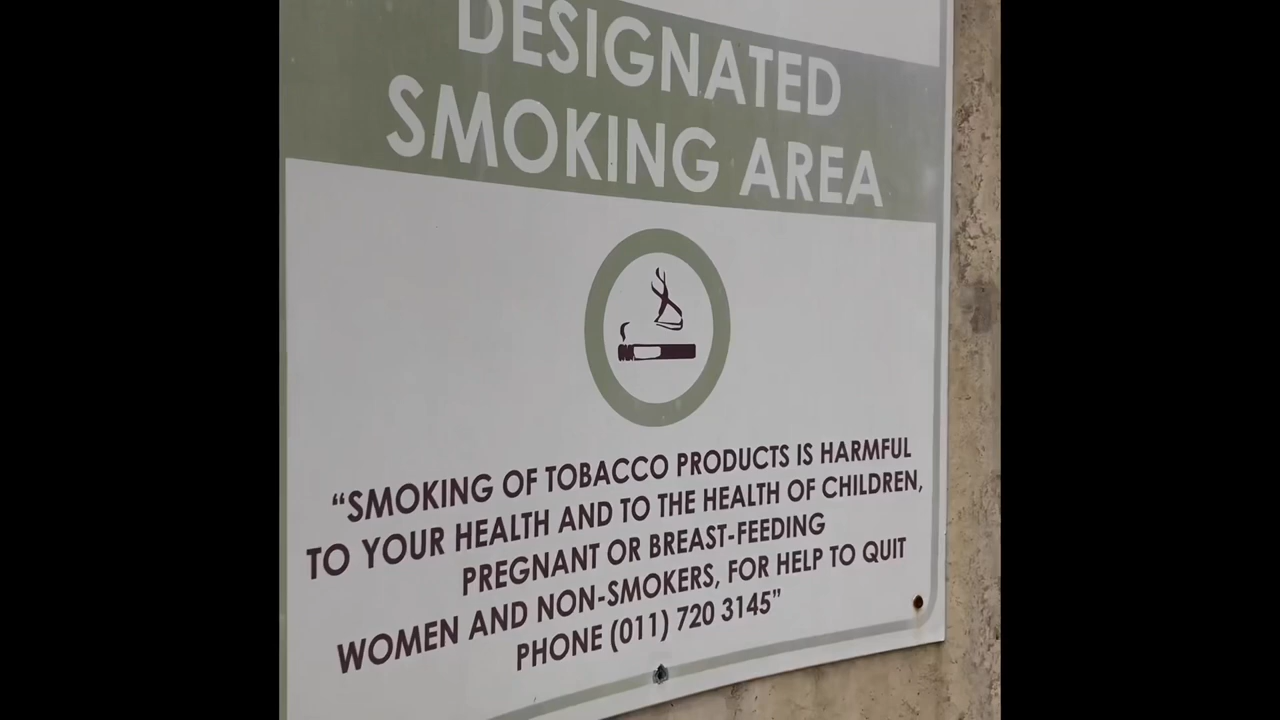 DESIGNATED
SMOKING AREA
“SMOKING OF TOBACCO PRODUCTS IS HARMFUL
TO YOUR HEALTH AND TO THE HEALTH OF CHILDREN,
PREGNANT OR BREAST-FEEDING
WOMEN AND NON-SMOKERS, FOR HELP TO QUIT
PHONE (011) 720 3145”